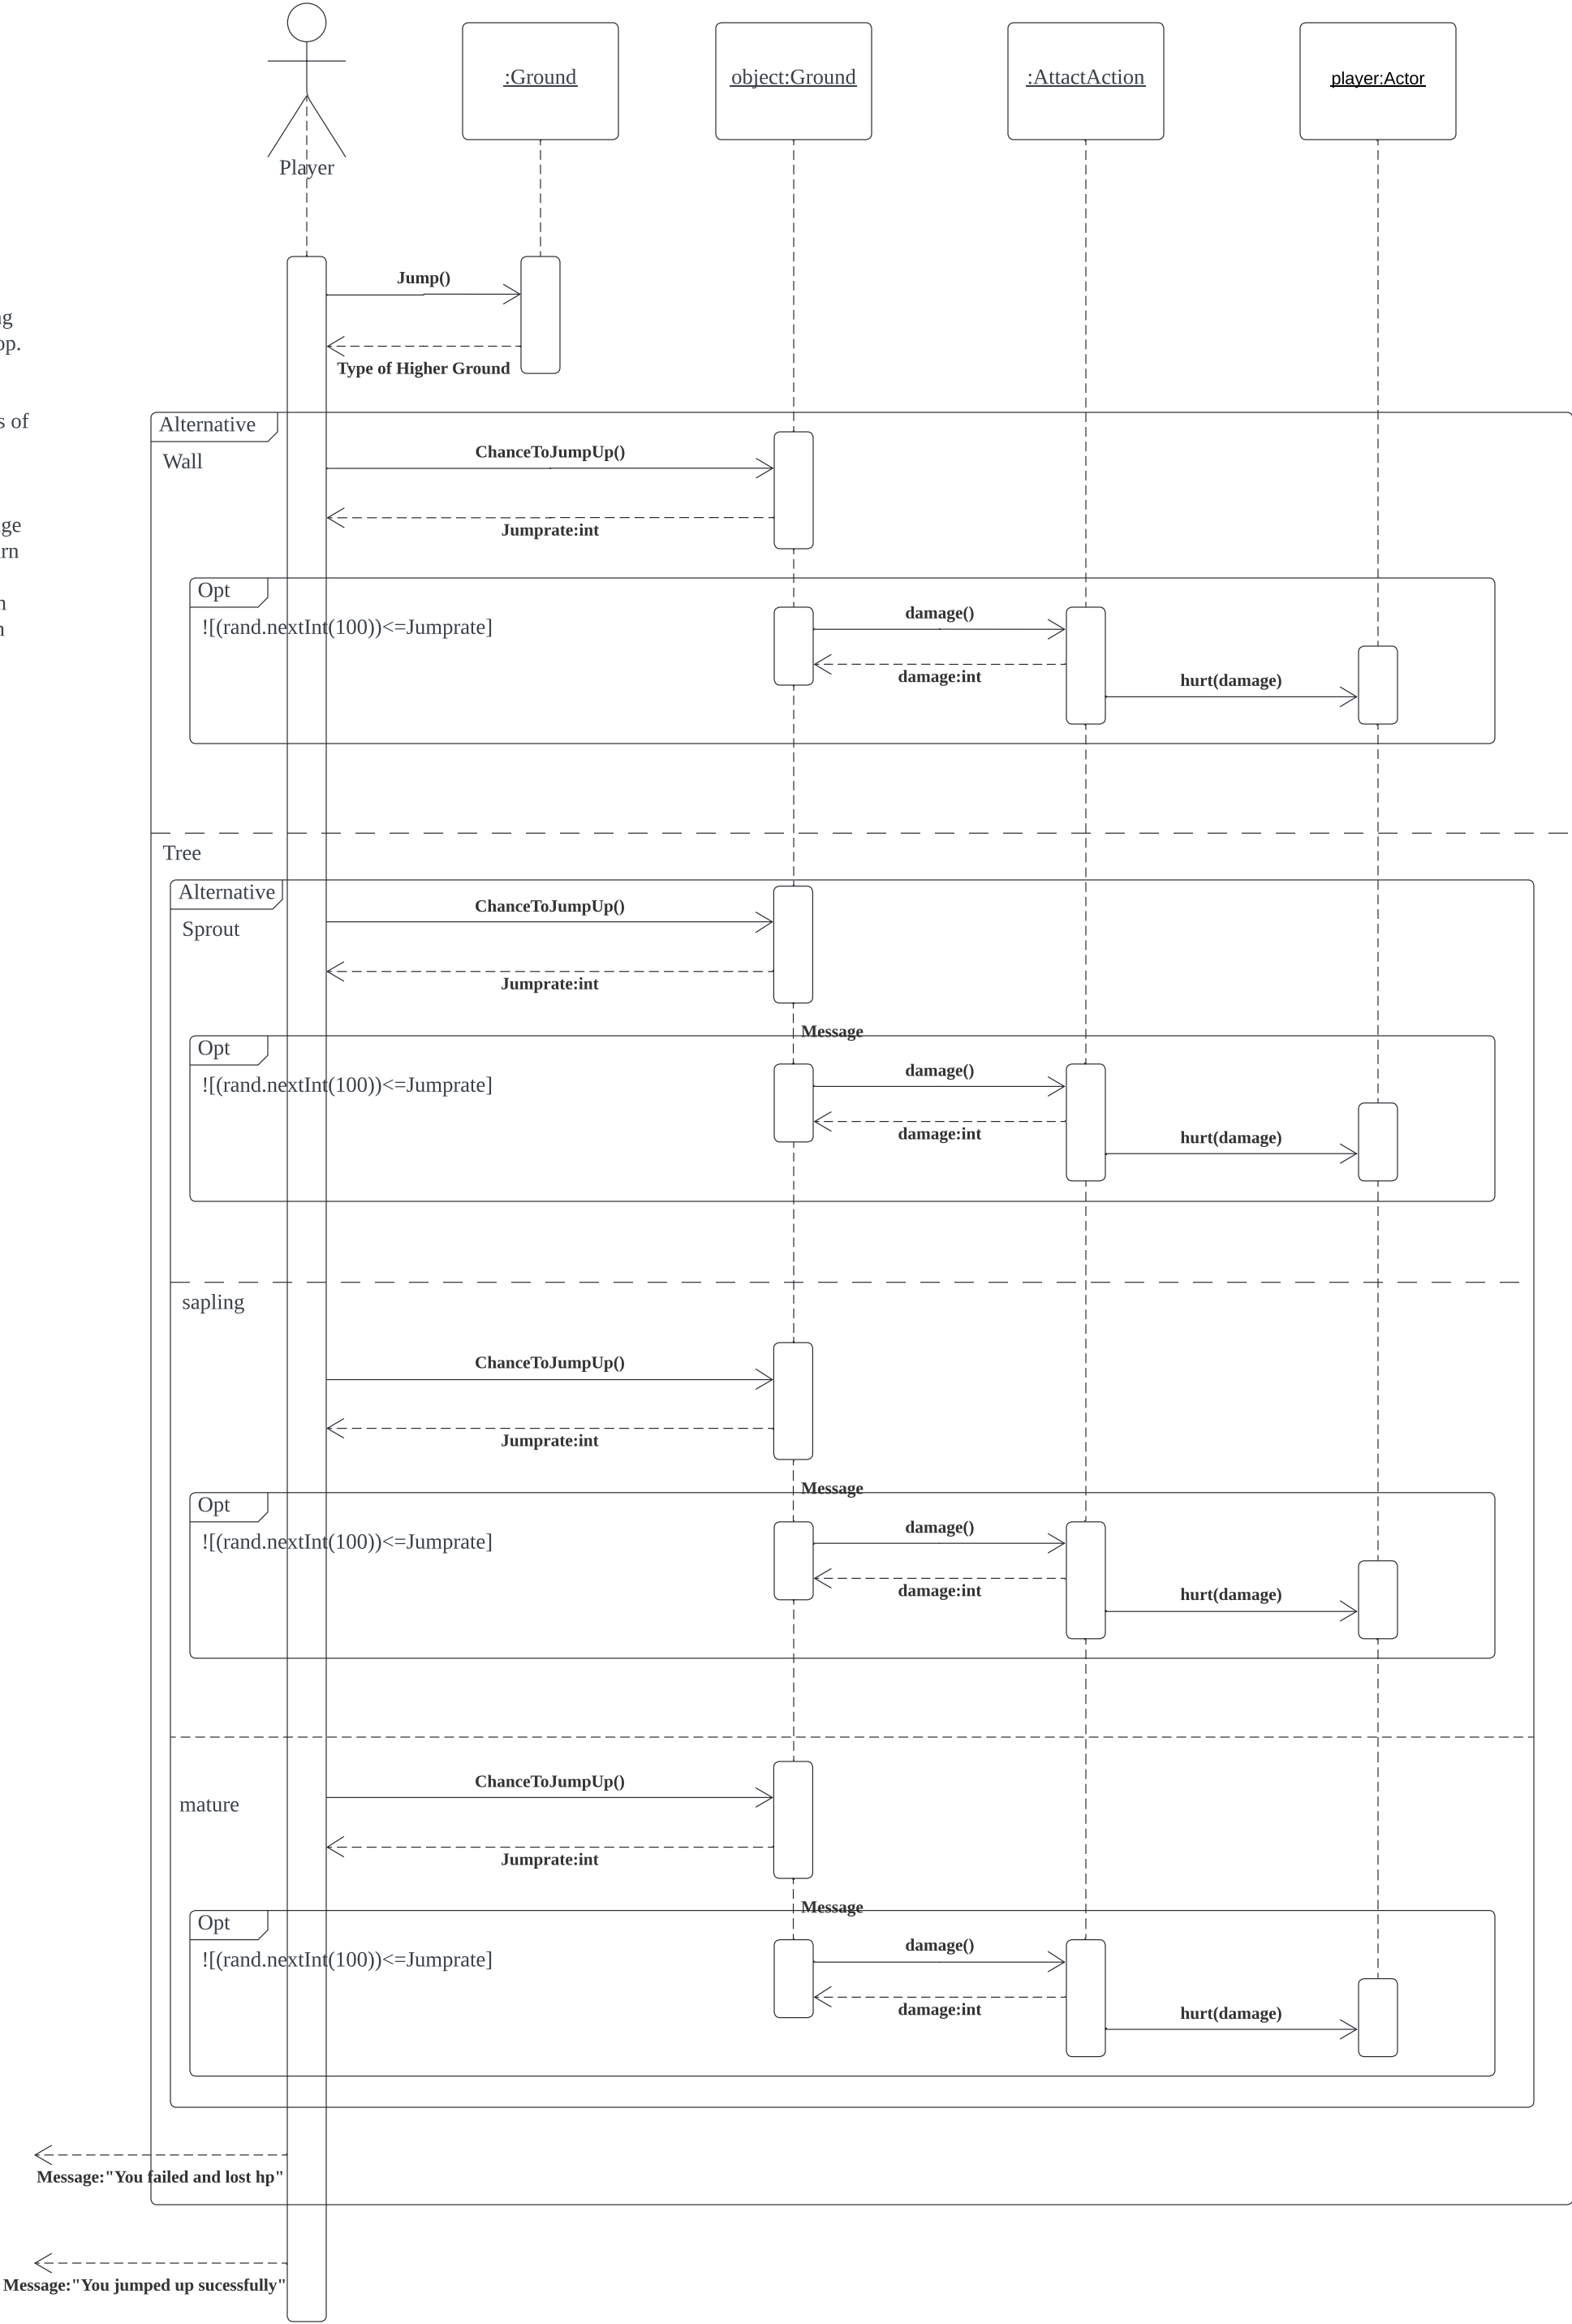 :Ground
object:Ground
:AttactAction
player:Actor
Player
Jump()
Type of Higher Ground
op.
s of
Alternative
Wall
ChanceToJumpUp()
Jumprate:int
Opt
![(rand.nextInt(100))<=Jumprate]
damage()
damage:int
hurt(damage)
Tree
Alternative
Sprout
ChanceToJumpUp()
Jumprate:int
Message
Opt
![(rand.nextInt(100))<=Jumprate]
damage()
damage:int
hurt(damage)
sapling
ChanceToJumpUp()
Jumprate:int
Message
Opt
![(rand.nextInt(100))<=Jumprate]
damage()
damage:int
hurt(damage)
mature
ChanceToJumpUp()
Jumprate:int
Message
Opt
![(rand.nextInt(100))<=Jumprate]
damage()
damage:int
hurt(damage)
Message:"You failed and lost hp"
Message:"You jumped up sucessfully"